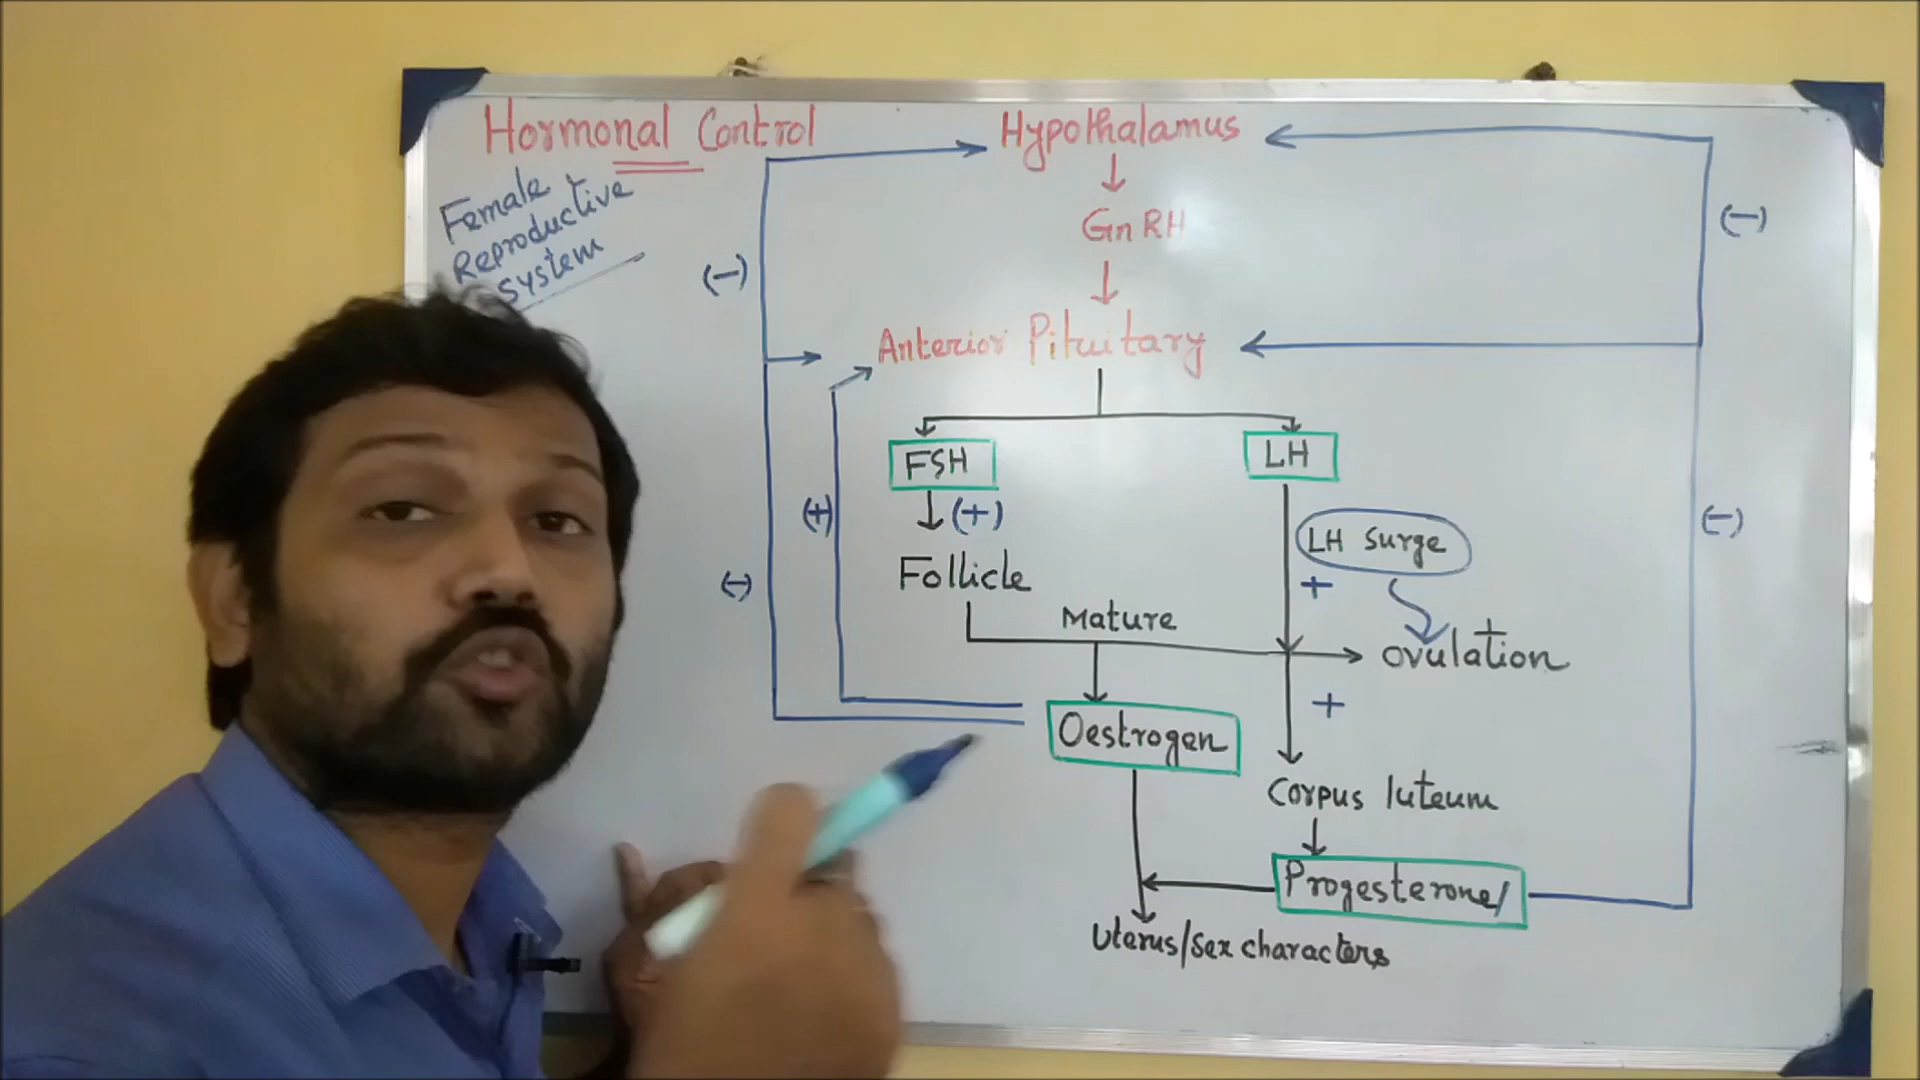 Hormonal Control
Female
Reproductive
System
Hypothalamus
GnRH
(-)
(-)
Anterior Pituitary
FSH
LH
(+)
(+)
LH Surge
(-)
+
Follicle
(-)
Mature
Ovulation
+
Oestrogen
Corpus luteum
Progesterone/
Uterus/Sex characters